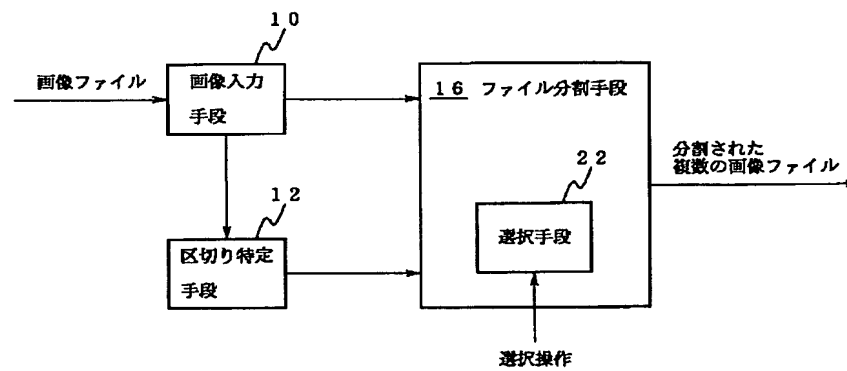 １０
画像ファイル
画像入力
手段
１６ ファイル分割手段
分割された
複数の画像ファイル
２２
選択手段
１２
区切り特定
手段
選択操作